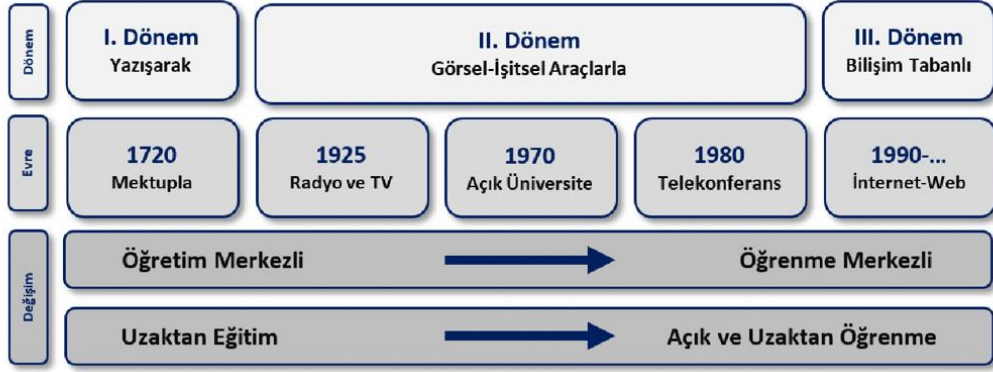 Dönem
I. Dönem
Yazışarak
II. Dönem
Görsel-İşitsel Araçlarla
III. Dönem
Bilişim Tabanlı
Evre
1720
Mektupla
1925
Radyo ve TV
1970
Açık Üniversite
1980
Telekonferans
1990-...
İnternet-Web
Değişim
Öğretim Merkezli
Öğrenme Merkezli
Uzaktan Eğitim
Açık ve Uzaktan Öğrenme